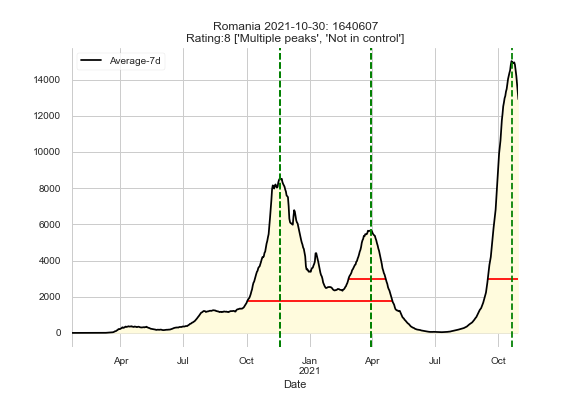 Romania 2021-10-30: 1640607
Rating:8 ['Multiple peaks', 'Not in control']
Average-7d
14000
12000
10000
8000
6000
4000
2000
0
Apr Jul Oct Jan Apr Jul Oct
2021
Date